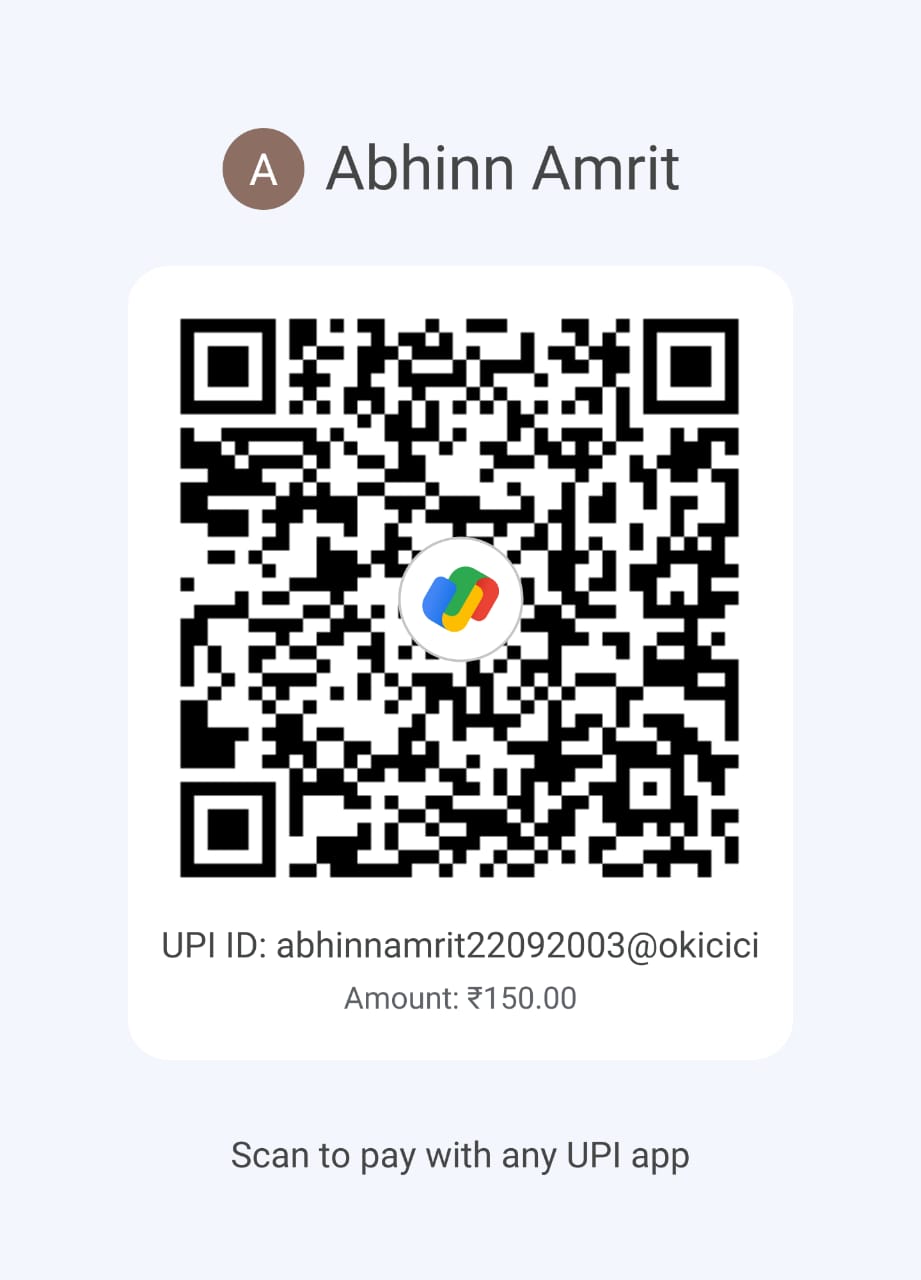 A Abhinn Amrit
UPI ID: abhinnamrit22092003@okicici
Amount: ₹150.00
Scan to pay with any UPI app